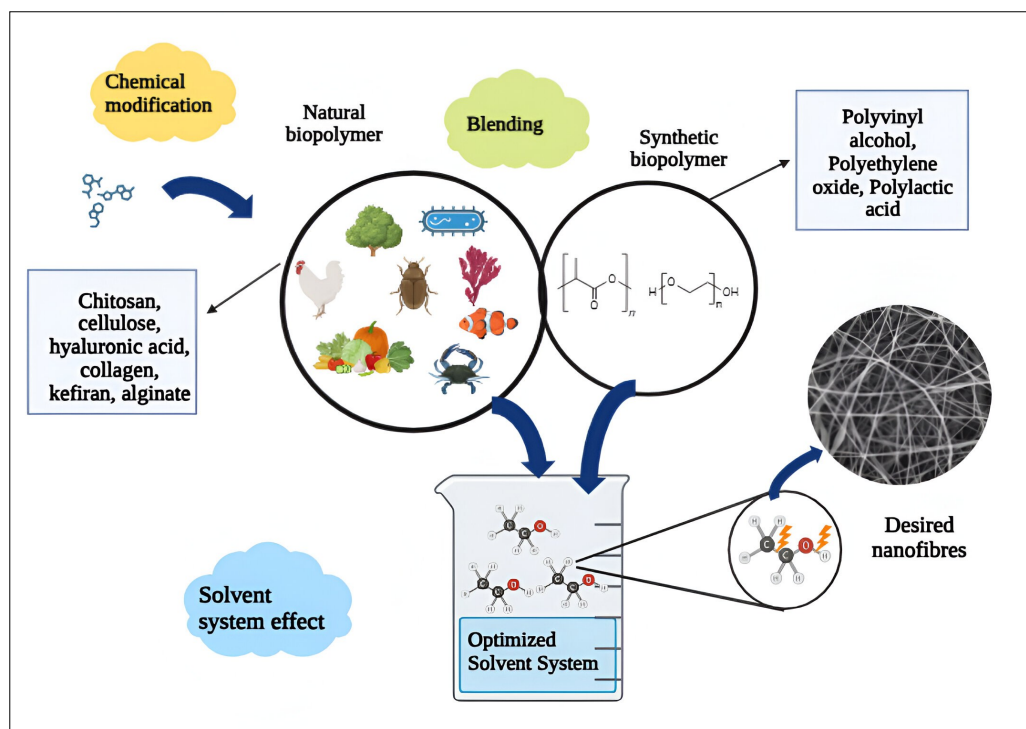 Chemical
modification
Natural
biopolymer
Blending
Synthetic
biopolymer
Polyvinyl
alcohol,
Polyethylene
oxide, Polylactic
acid
Chitosan,
cellulose,
hyaluronic acid,
collagen,
kefiran, alginate
O
O
n
H
O
n
OH
Desired
nanofibres
Solvent
system effect
Optimized
Solvent System